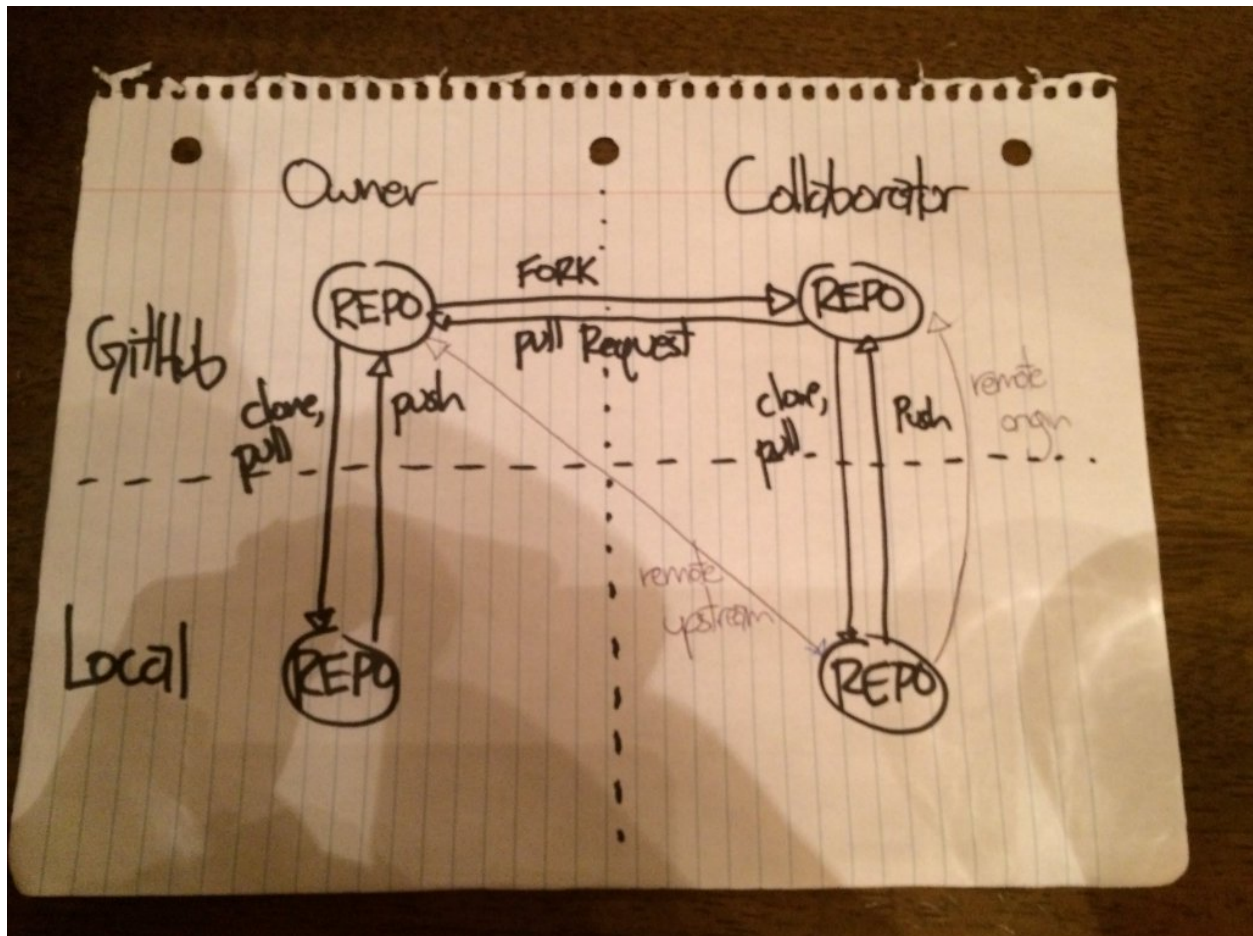 Owner
Collaborator
FORK
REPO
REPO
pull Request
GitHub
clone,
pull
push
clone,
pull
Push
remote
origin
remote
upstream
Local
REPO
REPO